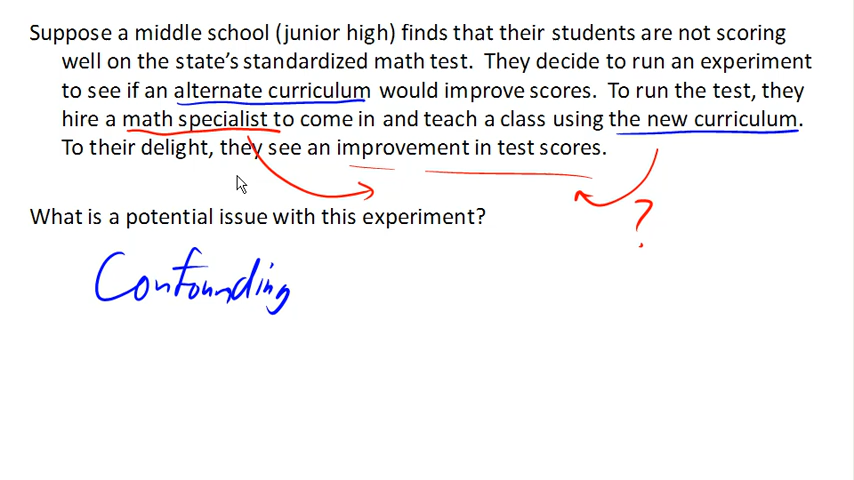 Suppose a middle school (junior high) finds that their students are not scoring
well on the state's standardized math test. They decide to run an experiment
to see if an alternate curriculum would improve scores. To run the test, they
hire a math specialist to come in and teach a class using the new curriculum.
To their delight, they see an improvement in test scores.
?
What is a potential issue with this experiment?
Confounding